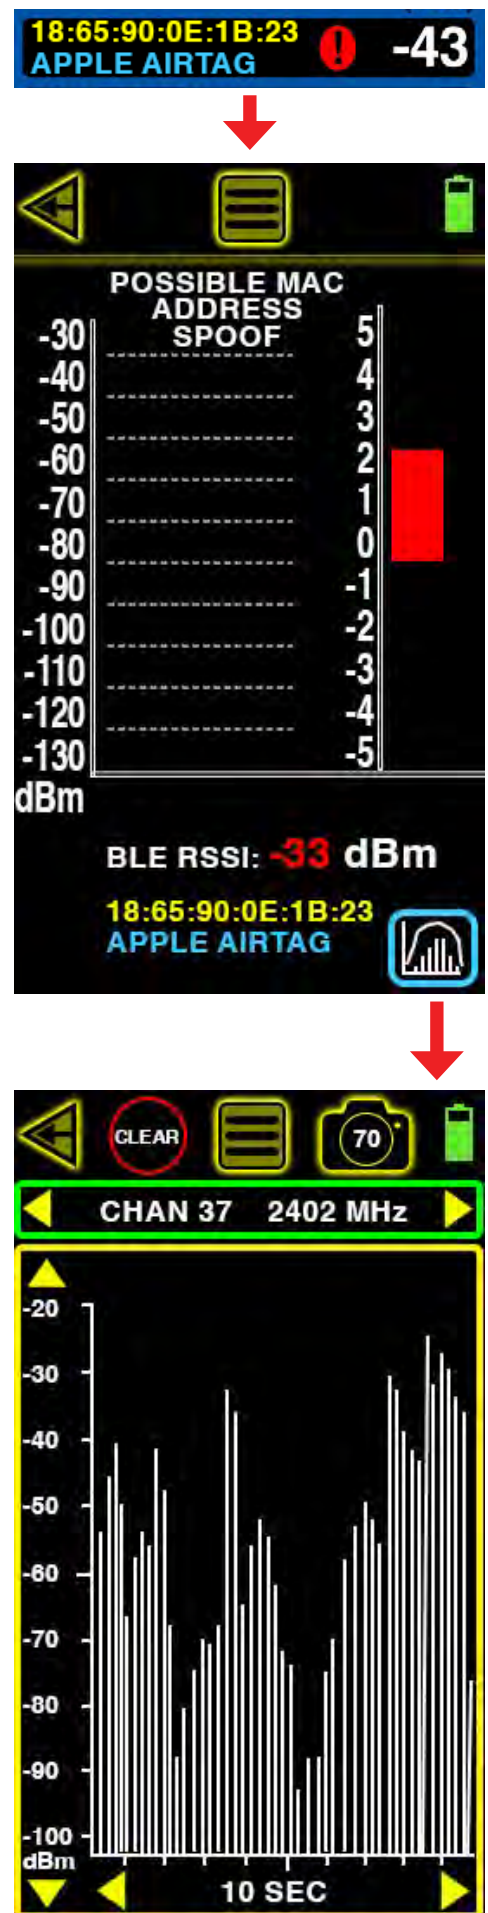 18:65:90:0E:1B:23
APPLE AIRTAG
! -43
POSSIBLE MAC
ADDRESS
SPOOF
-30 5
-40 4
-50 3
-60 2
-70 1
-80 0
-90 -1
-100 -2
-110 -3
-120 -4
-130 -5
dBm
BLE RSSI: -33 dBm
18:65:90:0E:1B:23
APPLE AIRTAG
CLEAR 70
CHAN 37 2402 MHz
-20
-30
-40
-50
-60
-70
-80
-90
-100
dBm
10 SEC